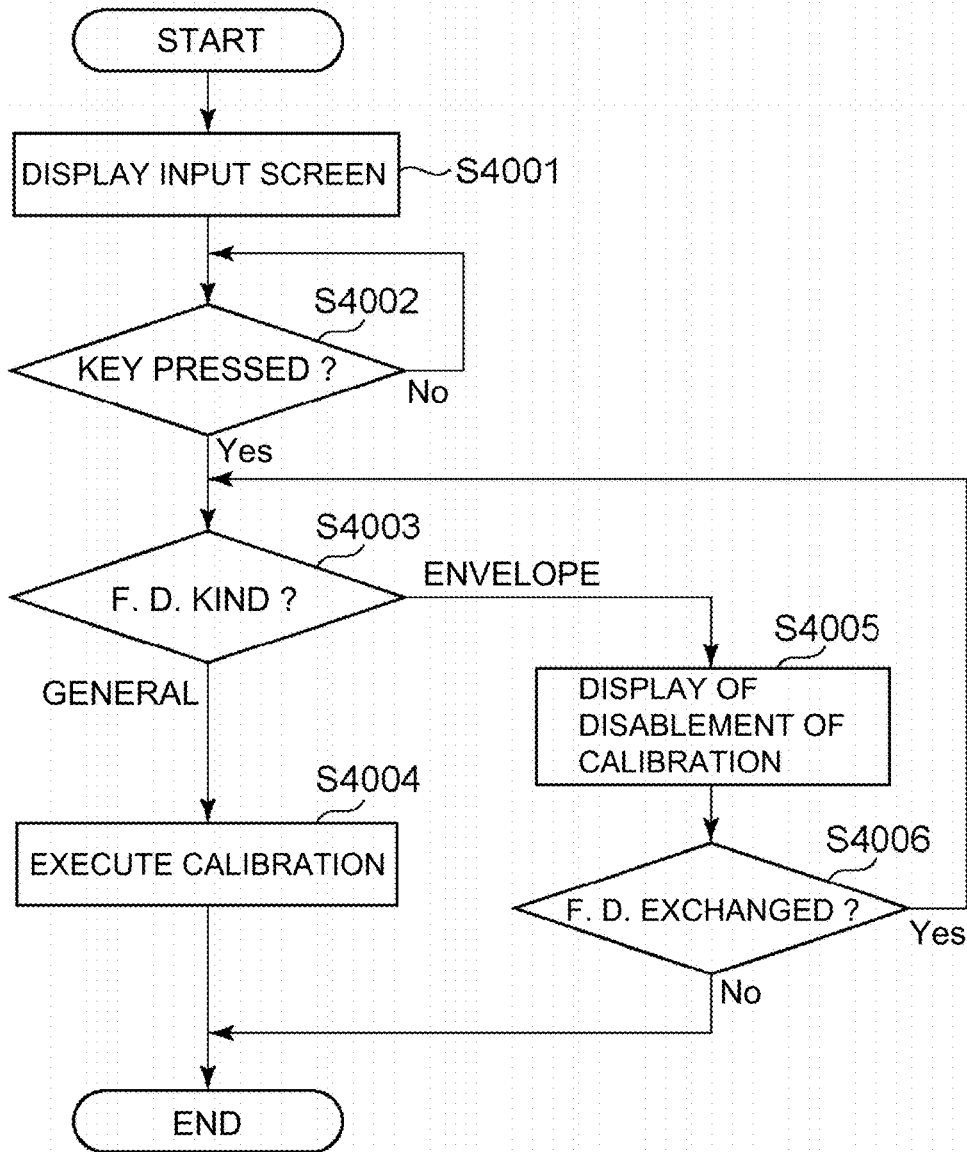 START
DISPLAY INPUT SCREEN
S4001
S4002
KEY PRESSED ?
No
Yes
S4003
F. D. KIND ?
ENVELOPE
GENERAL
S4005
DISPLAY OF
DISABLEMENT OF
CALIBRATION
S4004
EXECUTE CALIBRATION
S4006
F. D. EXCHANGED ?
Yes
No
END